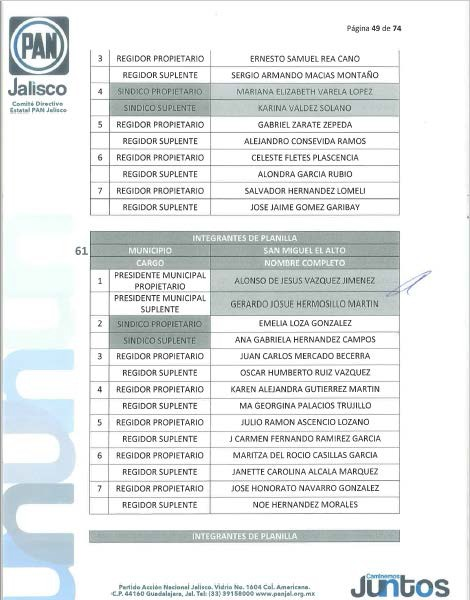 Página 49 de 74
PAN
Jalisco
Comité Directivo
Estatal PAN Jalisco
3 REGIDOR PROPIETARIO ERNESTO SAMUEL REA CANO
REGIDOR SUPLENTE SERGIO ARMANDO MACIAS MONTAÑO
4 SINDICO PROPIETARIO MARIANA ELIZABETH VARELA LOPEZ
SINDICO SUPLENTE KARINA VALDEZ SOLANO
5 REGIDOR PROPIETARIO GABRIEL ZARATE ZEPEDA
REGIDOR SUPLENTE ALEJANDRO CONSEVIDA RAMOS
6 REGIDOR PROPIETARIO CELESTE FLETES PLASCENCIA
REGIDOR SUPLENTE ALONDRA GARCIA RUBIO
7 REGIDOR PROPIETARIO SALVADOR HERNANDEZ LOMELI
REGIDOR SUPLENTE JOSE JAIME GOMEZ GARIBAY
INTEGRANTES DE PLANILLA
61 MUNICIPIO SAN MIGUEL EL ALTO
CARGO NOMBRE COMPLETO
1 PRESIDENTE MUNICIPAL
PROPIETARIO ALONSO DE JESUS VAZQUEZ JIMENEZ
PRESIDENTE MUNICIPAL
SUPLENTE GERARDO JOSUE HERMOSILLO MARTIN
2 SINDICO PROPIETARIO EMELIA LOZA GONZALEZ
SINDICO SUPLENTE ANA GABRIELA HERNANDEZ CAMPOS
3 REGIDOR PROPIETARIO JUAN CARLOS MERCADO BECERRA
REGIDOR SUPLENTE OSCAR HUMBERTO RUIZ VAZQUEZ
4 REGIDOR PROPIETARIO KAREN ALEJANDRA GUTIERREZ MARTIN
REGIDOR SUPLENTE MA GEORGINA PALACIOS TRUJILLO
5 REGIDOR PROPIETARIO JULIO RAMON ASCENCIO LOZANO
REGIDOR SUPLENTE J CARMEN FERNANDO RAMIREZ GARCIA
6 REGIDOR PROPIETARIO MARITZA DEL ROCIO CASILLAS GARCIA
REGIDOR SUPLENTE JANETTE CAROLINA ALCALA MARQUEZ
7 REGIDOR PROPIETARIO JOSE HONORATO NAVARRO GONZALEZ
REGIDOR SUPLENTE NOE HERNANDEZ MORALES
INTEGRANTES DE PLANILLA
Partido Acción Nacional Jalisco. Vidrio No. 1604 Col. Americana.
C.P. 44160 Guadalajara, Jal. Tel: (33) 39158000 www.panjal.org.mx
Caminemos
Juntos